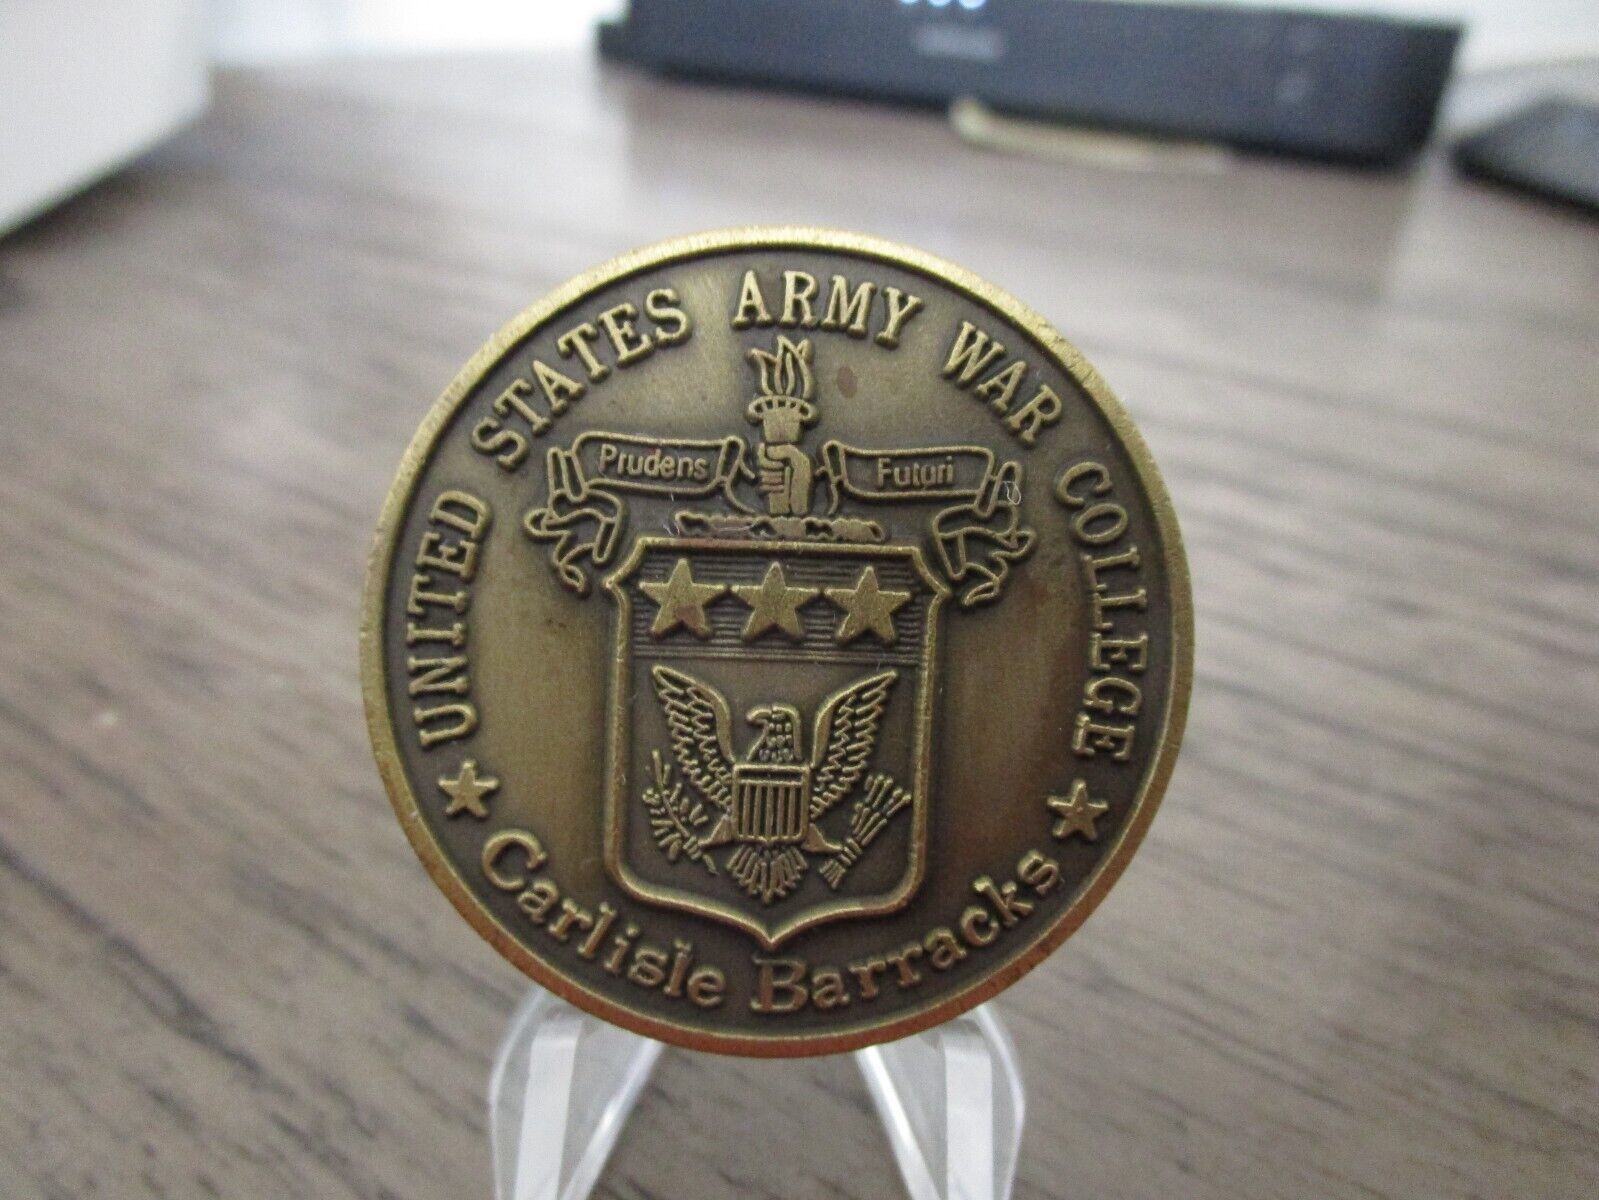 UNITED STATES ARMY WAR COLLEGE
Prudens Futuri
Carlisle Barracks